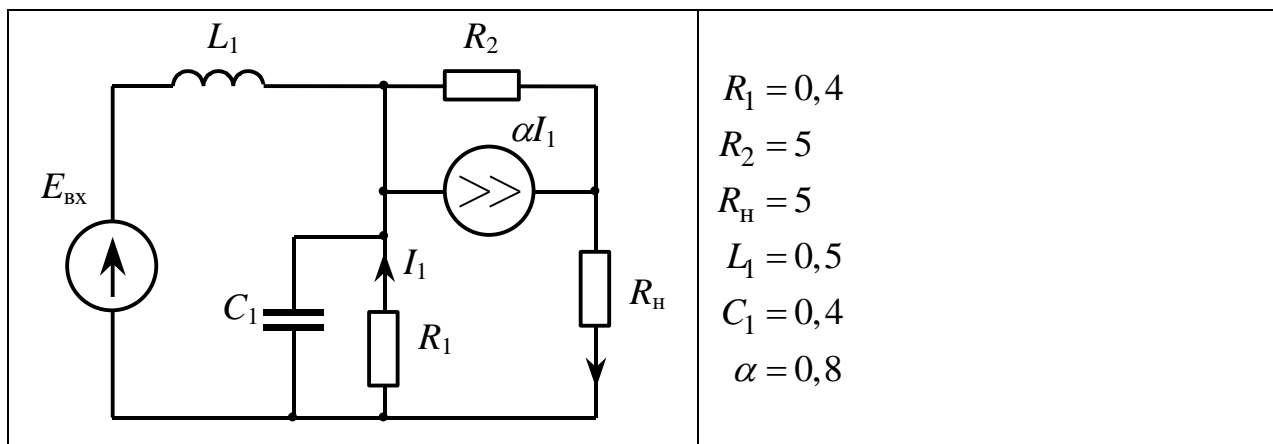 L₁
R₂
αI₁
Eвх
I₁
C₁
R₁
Rн
R₁ = 0,4
R₂ = 5
Rн = 5
L₁ = 0,5
C₁ = 0,4
α = 0,8